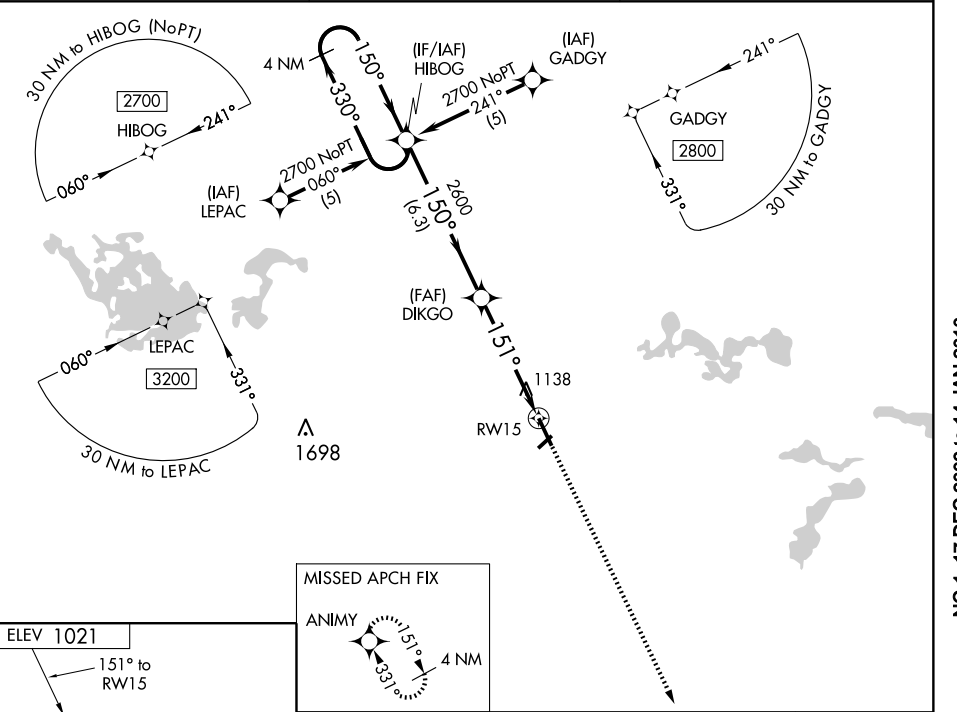 30 NM to HIBOG (NoPT)
2700
HIBOG
241°
060°
4 NM
150°
330°
(IF/IAF)
HIBOG
(IAF)
GADGY
2700 NoPT
241°
(5)
2700 NoPT
060°
(5)
(IAF)
LEPAC
241°
GADGY
2800
331°
30 NM to GADGY
2600
150°
(6.3)
(FAF)
DIKGO
151°
1138
RW15
060°
LEPAC
3200
331°
30 NM to LEPAC
1698
MISSED APCH FIX
ANIMY
151°
4 NM
331°
ELEV 1021
151° to
RW15